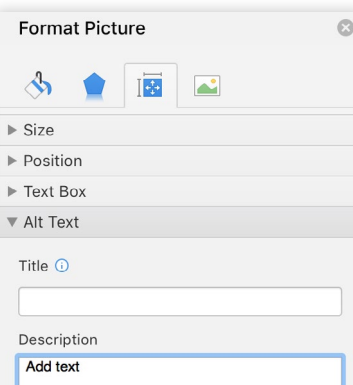 Format Picture
Size
Position
Text Box
Alt Text
Title
Description
Add text